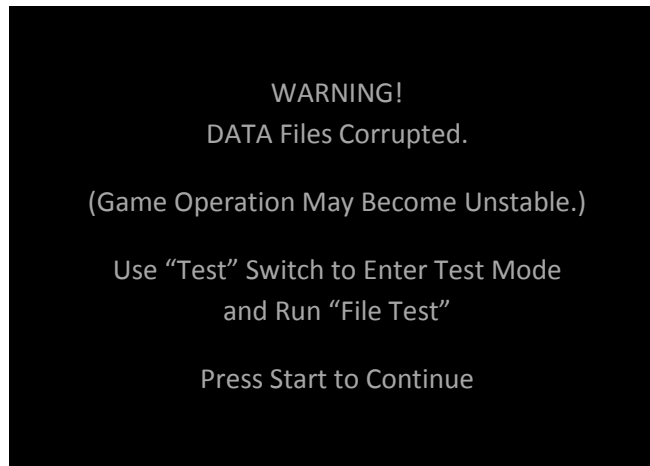 WARNING!
DATA Files Corrupted.
(Game Operation May Become Unstable.)
Use “Test” Switch to Enter Test Mode
and Run “File Test”
Press Start to Continue